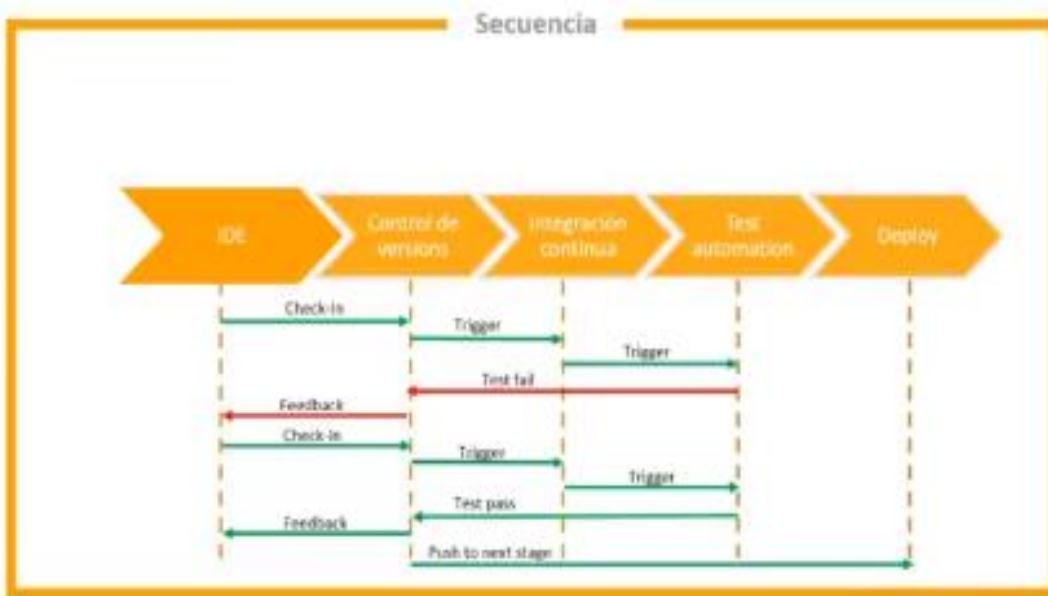 Secuencia
IDE
Control de
versions
Integracion
continua
Test
automation
Deploy
Check-In
Trigger
Trigger
Test fail
Feedback
Check-In
Trigger
Trigger
Test pass
Feedback
Push to next stage